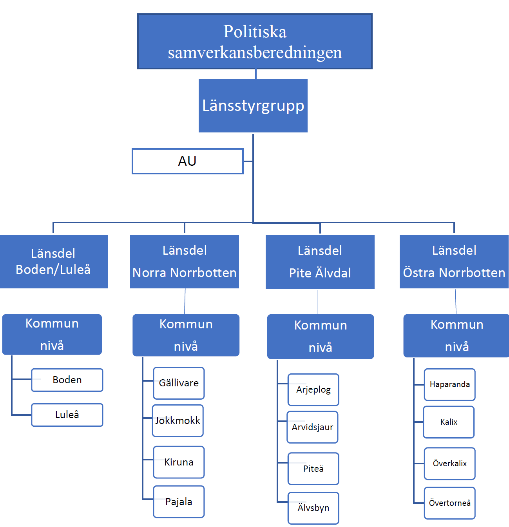 Politiska
samverkansberedningen
Länsstyrgrupp
AU
Länsdel
Boden/Luleå
Länsdel
Norra Norrbotten
Länsdel
Pite Älvdal
Länsdel
Östra Norrbotten
Kommun
nivå
Boden
Luleå
Kommun
nivå
Gällivare
Jokkmokk
Kiruna
Pajala
Kommun
nivå
Arjeplog
Arvidsjaur
Piteå
Älvsbyn
Kommun
nivå
Haparanda
Kalix
Överkalix
Övertorneå